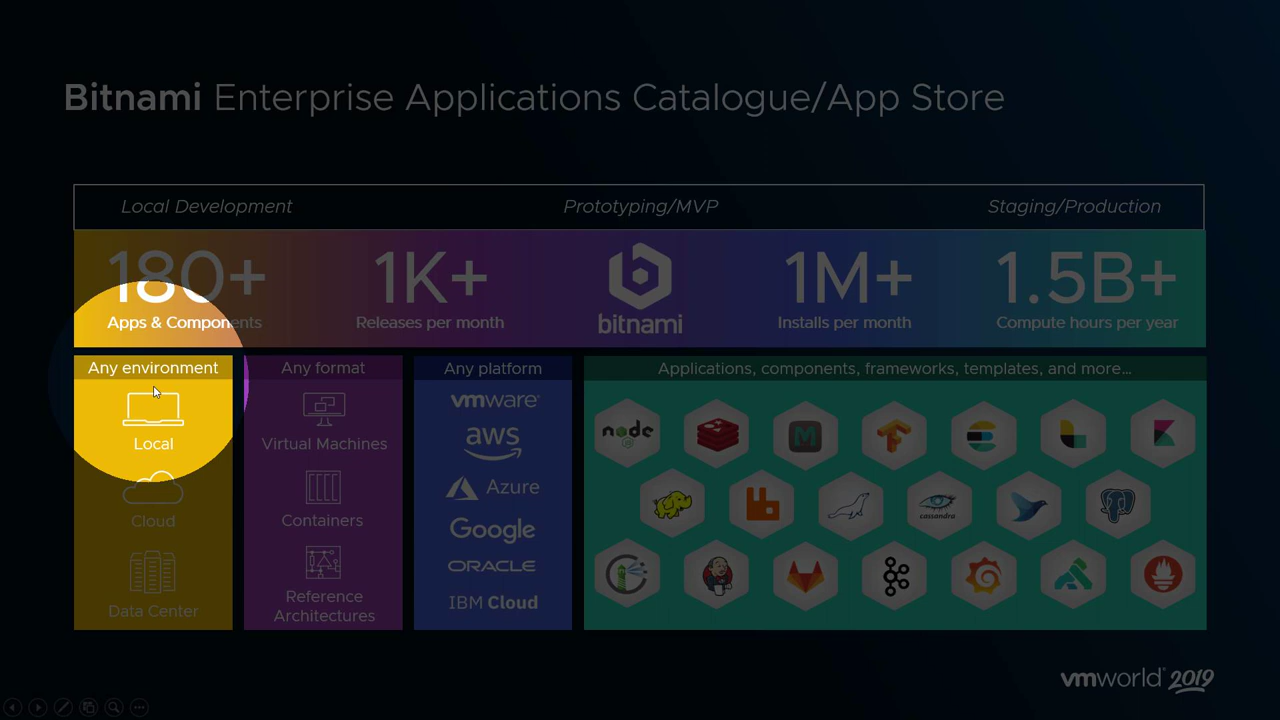 Bitnami Enterprise Applications Catalogue/App Store
Local Development
Prototyping/MVP
Staging/Production
180+
Apps & Components
1K+
Releases per month
bitnami
1M+
Installs per month
1.5B+
Compute hours per year
Any environment
Local
Cloud
Data Center
Any format
Virtual Machines
Containers
Reference
Architectures
Any platform
vmware®
aws
Azure
Google
ORACLE
IBM Cloud
Applications, components, frameworks, templates, and more...
node
JS
M
cassandra
vmworld® 2019